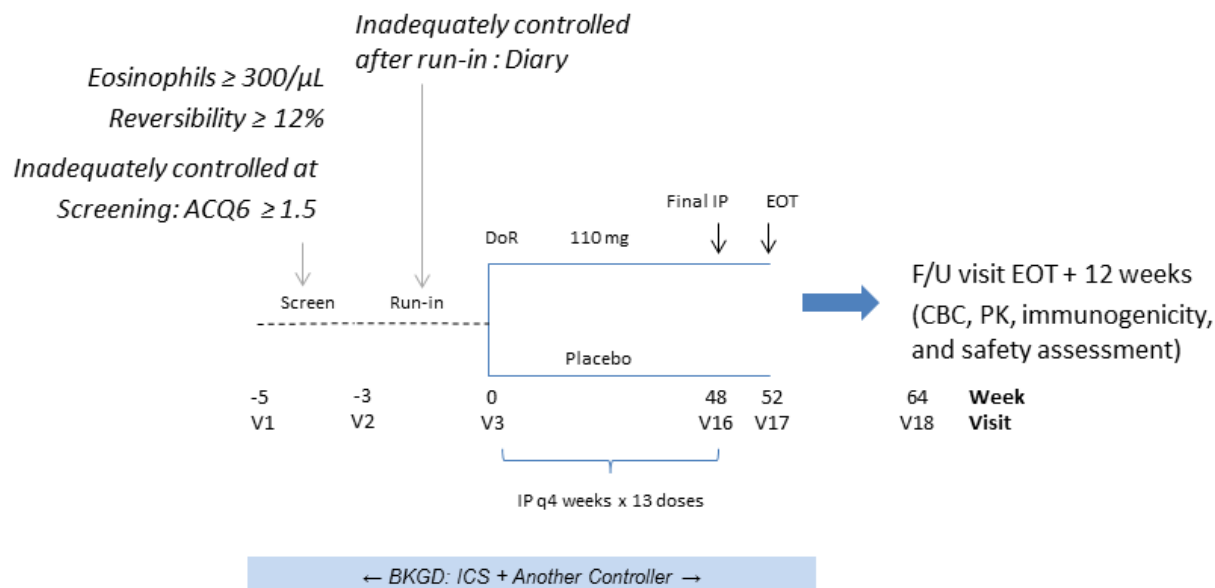 Inadequately controlled
after run-in : Diary
Eosinophils ≥ 300/µL
Reversibility ≥ 12%
Inadequately controlled at
Screening: ACQ6 ≥ 1.5
Final IP
EOT
DoR
110 mg
Screen
Run-in
Placebo
F/U visit EOT + 12 weeks
(CBC, PK, immunogenicity,
and safety assessment)
-5 -3 0 48 52 64 Week
V1 V2 V3 V16 V17 V18 Visit
IP q4 weeks x 13 doses
← BKGD: ICS + Another Controller →